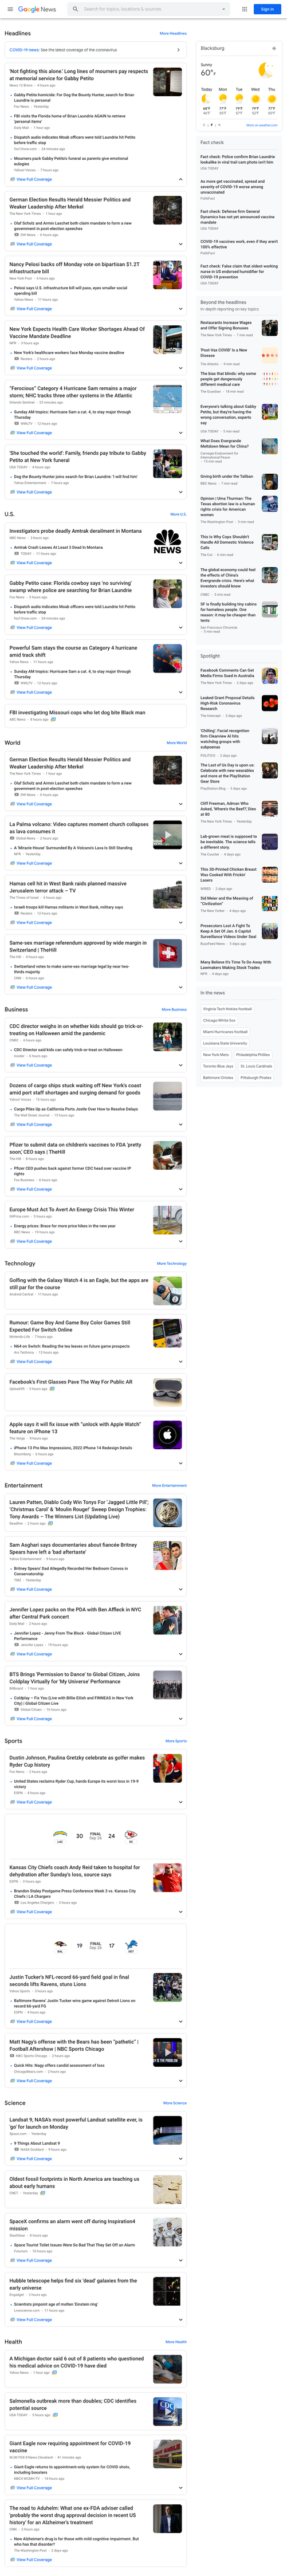 Google News
Search for topics, locations & sources
Sign in
Headlines
More Headlines
COVID-19 news: See the latest coverage of the coronavirus
'Not fighting this alone': Long lines of mourners pay respects
at memorial service for Gabby Petito
Gabby Petito homicide: For Dog the Bounty Hunter, search for Brian
Laundrie is personal
FBI visits the Florida home of Brian Laundrie AGAIN to retrieve
'personal items'
Dispatch audio indicates Moab officers were told Laundrie hit Petito
before traffic stop
Mourners pack Gabby Petito's funeral as parents give emotional
eulogies
View Full Coverage
German Election Results Herald Messier Politics and
Weaker Leadership After Merkel
The New York Times
Olaf Scholz and Armin Laschet both claim mandate to form a new
government in post-election speeches
View Full Coverage
Nancy Pelosi backs off Monday vote on bipartisan $1.2T
infrastructure bill
New York Post
Pelosi says U.S. infrastructure bill will pass, eyes smaller social
spending bill
View Full Coverage
New York Expects Health Care Worker Shortages Ahead Of
Vaccine Mandate Deadline
New York's healthcare workers face Monday vaccine deadline
View Full Coverage
"Ferocious" Category 4 Hurricane Sam remains a major
storm; NHC tracks three other systems in the Atlantic
Orlando Sentinel
Sunday AM tropics: Hurricane Sam a cat. 4, to stay major through
Thursday
View Full Coverage
'She touched the world': Family, friends pay tribute to Gabby
Petito at New York funeral
USA TODAY
Dog the Bounty Hunter joins search for Brian Laundrie: 'I will find him'
View Full Coverage
U.S.
More U.S.
Investigators probe deadly Amtrak derailment in Montana
Amtrak Crash Leaves At Least 3 Dead In Montana
View Full Coverage
Gabby Petito case: Florida cowboy says 'no surviving'
swamp where police are searching for Brian Laundrie
Dispatch audio indicates Moab officers were told Laundrie hit Petito
before traffic stop
View Full Coverage
Powerful Sam stays the course as Category 4 hurricane
amid track shift
Sunday AM tropics: Hurricane Sam a cat. 4, to stay major through
Thursday
View Full Coverage
FBI investigating Missouri cops who let dog bite Black man
World
More World
German Election Results Herald Messier Politics and
Weaker Leadership After Merkel
Olaf Scholz and Armin Laschet both claim mandate to form a new
government in post-election speeches
View Full Coverage
La Palma volcano: Video captures moment church collapses
as lava consumes it
A 'Miracle House' Surrounded By A Volcano's Lava Is Still Standing
View Full Coverage
Hamas cell hit in West Bank raids planned massive
Jerusalem terror attack – TV
The Times of Israel
Israeli troops kill Hamas militants in West Bank, military says
View Full Coverage
Same-sex marriage referendum approved by wide margin in
Switzerland | TheHill
Switzerland votes to make same-sex marriage legal by near two-
thirds majority
View Full Coverage
Business
More Business
CDC director weighs in on whether kids should go trick-or-
treating on Halloween amid the pandemic
CDC Director said kids can safely trick-or-treat on Halloween
View Full Coverage
Dozens of cargo ships stuck waiting off New York's coast
amid port staff shortages and surging demand for goods
Cargo Piles Up as California Ports Jostle Over How to Resolve Delays
View Full Coverage
Pfizer to submit data on children's vaccines to FDA 'pretty
soon,' CEO says | TheHill
Pfizer CEO pushes back against former CDC head over vaccine IP
rights
View Full Coverage
Europe Must Act To Avert An Energy Crisis This Winter
Energy prices: Brace for more price hikes in the new year
View Full Coverage
Technology
More Technology
Golfing with the Galaxy Watch 4 is an Eagle, but the apps are
still par for the course
Rumour: Game Boy And Game Boy Color Games Still
Expected For Switch Online
N64 on Switch: Reading the tea leaves on future game prospects
View Full Coverage
Facebook's First Glasses Pave The Way For Public AR
Apple says it will fix issue with "unlock with Apple Watch"
feature on iPhone 13
iPhone 13 Pro Max Impressions, 2022 iPhone 14 Redesign Details
View Full Coverage
Entertainment
More Entertainment
Lauren Patten, Diablo Cody Win Tonys For 'Jagged Little Pill';
'Christmas Carol' & 'Moulin Rouge!' Sweep Design Trophies:
Tony Awards – The Winners List (Updating Live)
Sam Asghari says documentaries about fiancée Britney
Spears have left a 'bad aftertaste'
Britney Spears' Dad Allegedly Recorded Her Bedroom Convos in
Conservatorship
View Full Coverage
Jennifer Lopez packs on the PDA with Ben Affleck in NYC
after Central Park concert
Jennifer Lopez - Jenny From The Block - Global Citizen LIVE
Performance
View Full Coverage
BTS Brings 'Permission to Dance' to Global Citizen, Joins
Coldplay Virtually for 'My Universe' Performance
Coldplay – Fix You (Live with Billie Eilish and FINNEAS in New York
City) | Global Citizen Live
View Full Coverage
Sports
More Sports
Dustin Johnson, Paulina Gretzky celebrate as golfer makes
Ryder Cup history
United States reclaims Ryder Cup, hands Europe its worst loss in 19-9
victory
View Full Coverage
30 FINAL 24
Sep 26
Kansas City Chiefs coach Andy Reid taken to hospital for
dehydration after Sunday's loss, source says
Brandon Staley Postgame Press Conference Week 3 vs. Kansas City
Chiefs | LA Chargers
View Full Coverage
19 FINAL 17
Sep 26
Justin Tucker's NFL-record 66-yard field goal in final
seconds lifts Ravens, stuns Lions
Baltimore Ravens' Justin Tucker wins game against Detroit Lions on
record 66-yard FG
View Full Coverage
Matt Nagy's offense with the Bears has been "pathetic" |
Football Aftershow | NBC Sports Chicago
Quick Hits: Nagy offers candid assessment of loss
View Full Coverage
Science
More Science
Landsat 9, NASA's most powerful Landsat satellite ever, is
'go' for launch on Monday
9 Things About Landsat 9
View Full Coverage
Oldest fossil footprints in North America are teaching us
about early humans
SpaceX confirms an alarm went off during Inspiration4
mission
Space Tourist Toilet Issues Were So Bad That They Set Off an Alarm
View Full Coverage
Hubble telescope helps find six 'dead' galaxies from the
early universe
Scientists pinpoint age of molten 'Einstein ring'
View Full Coverage
Health
More Health
A Michigan doctor said 6 out of 8 patients who questioned
his medical advice on COVID-19 have died
Salmonella outbreak more than doubles; CDC identifies
potential source
Giant Eagle now requiring appointment for COVID-19
vaccine
Giant Eagle returns to appointment-only system for COVID shots,
including boosters
View Full Coverage
The road to Aduhelm: What one ex-FDA adviser called
'probably the worst drug approval decision in recent US
history' for an Alzheimer's treatment
New Alzheimer's drug is for those with mild cognitive impairment. But
who has that disorder?
View Full Coverage
Blacksburg
Sunny
60°F
Today Mon Tue Wed Thu
More on weather.com
Fact check
Fact check: Police confirm Brian Laundrie
lookalike in viral trail cam photo isn't him
USA TODAY
As more get vaccinated, spread and
severity of COVID-19 worse among
unvaccinated
PolitiFact
Fact check: Defense firm General
Dynamics has not yet announced vaccine
mandate
USA TODAY
COVID-19 vaccines work, even if they aren't
100% effective
PolitiFact
Fact check: False claim that olden working
nurse in US endorsed humidifier for
COVID-19 prevention
USA TODAY
Beyond the headlines
In-depth reporting on key topics
Restaurants Increase Wages
and Offer Signing Bonuses
'Post-Vax COVID' Is a New
Disease
The bias that blinds: why some
people get dangerously
different medical care
Everyone's talking about Gabby
Petito, but they're having the
wrong conversation, experts
say
What Does Evergrande
Meltdown Mean for China?
Giving birth under the Taliban
Opinion | Uma Thurman: The
Texas abortion law is a human
rights crisis for American
women
This is Why Cops Shouldn't
Handle All Domestic Violence
Calls
The global economy could feel
the effects of China's
Evergrande crisis. Here's what
investors should know
SF is finally building tiny cabins
for homeless people. One
reason: it may be cheaper than
tents
Spotlight
Facebook Comments Can Get
Media Firms Sued in Australia
Leaked Grant Proposal Details
High-Risk Coronavirus
Research
'Chilling': Facial recognition
firm Clearview AI hits
watchdog groups with
subpoenas
The Last of Us Day is upon us:
Celebrate with new wearables
and more at the PlayStation
Gear Store
Cliff Freeman, Adman Who
Asked, 'Where's the Beef?,' Dies
at 80
Lab-grown meat is supposed to
be inevitable. The science tells
a different story.
This 3D-Printed Chicken Breast
Was Cooked With Frickin'
Lasers
Sid Meier and the Meaning of
"Civilization"
Prosecutors Lost A Fight To
Keep A Set Of Jan. 6 Capitol
Surveillance Videos Under Seal
Many Believe It's Time To Do Away With
Lawmakers Making Stock Trades
In the news
Virginia Tech Hokies football
Chicago White Sox
Miami Hurricanes football
Louisiana State University
New York Mets
Philadelphia Phillies
Toronto Blue Jays
St. Louis Cardinals
Baltimore Orioles
Pittsburgh Pirates